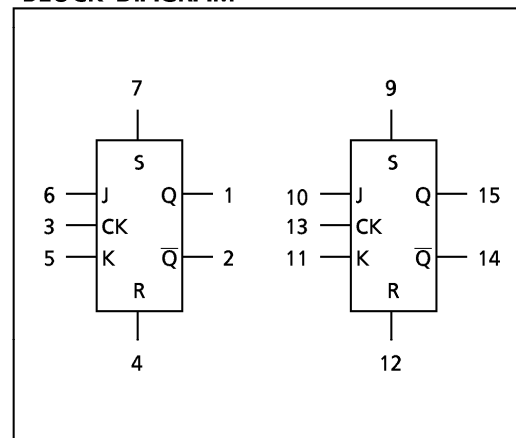 BLOCK DIAGRAM
7 9
S S
6 J Q 1 10 J Q 15
3 CK 13 CK
5 K Q̅ 2 11 K Q̅ 14
R R
4 12